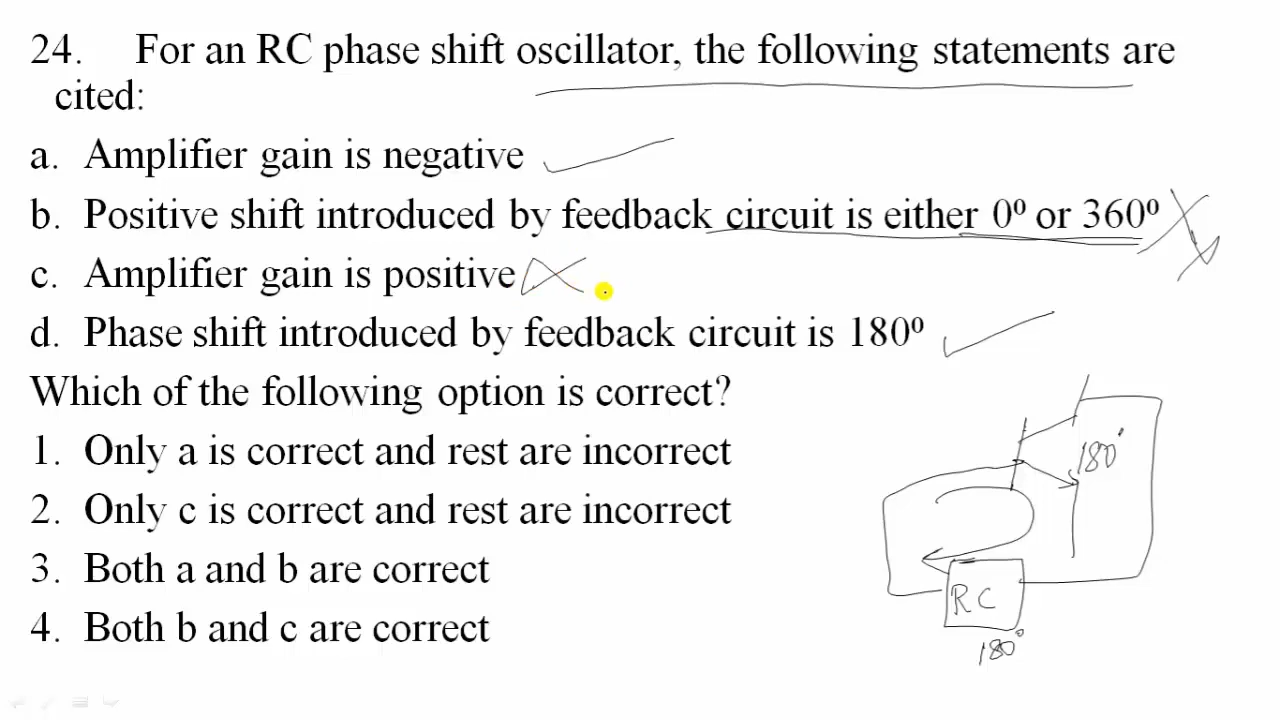 24. For an RC phase shift oscillator, the following statements are
cited:
a. Amplifier gain is negative
b. Positive shift introduced by feedback circuit is either 0º or 360º
c. Amplifier gain is positive
d. Phase shift introduced by feedback circuit is 180º
Which of the following option is correct?
1. Only a is correct and rest are incorrect
2. Only c is correct and rest are incorrect
3. Both a and b are correct
4. Both b and c are correct
180°
RC
180°